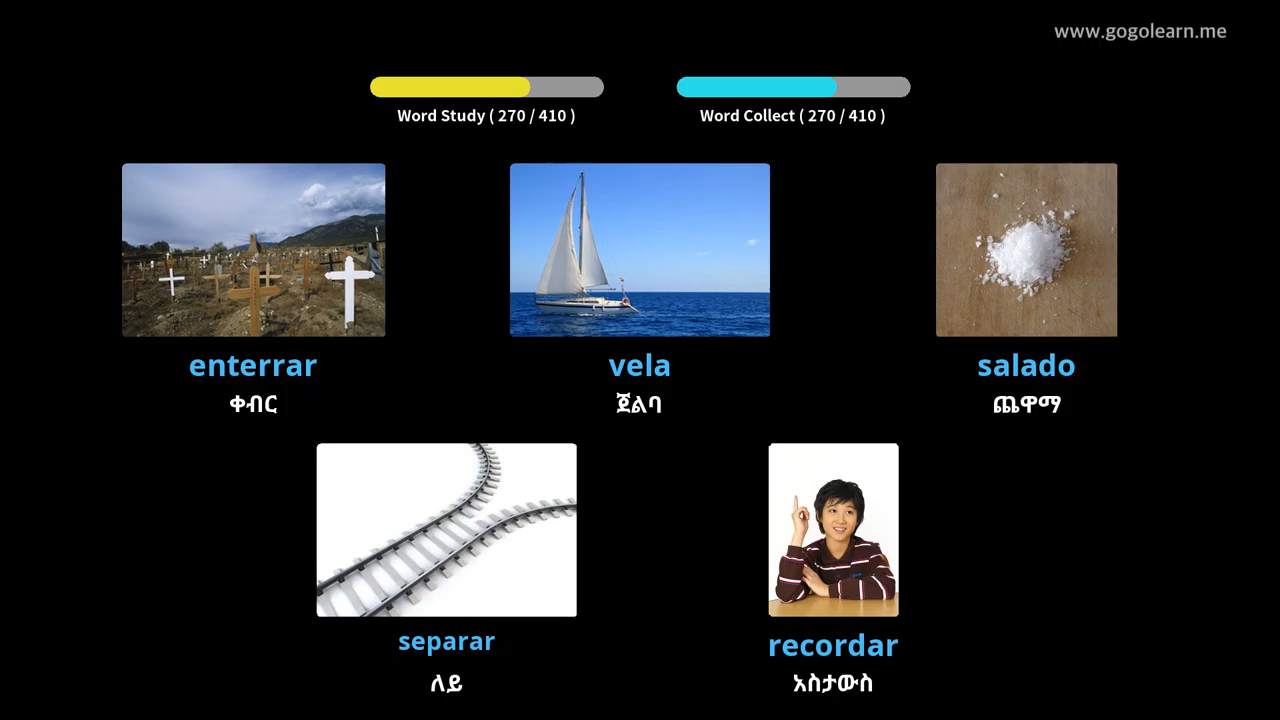 www.gogolearn.me
Word Study ( 270 / 410 )
Word Collect ( 270 / 410 )
enterrar
ቀብር
vela
ጀልባ
salado
ጨዋማ
separar
ለይ
recordar
አስታውስ